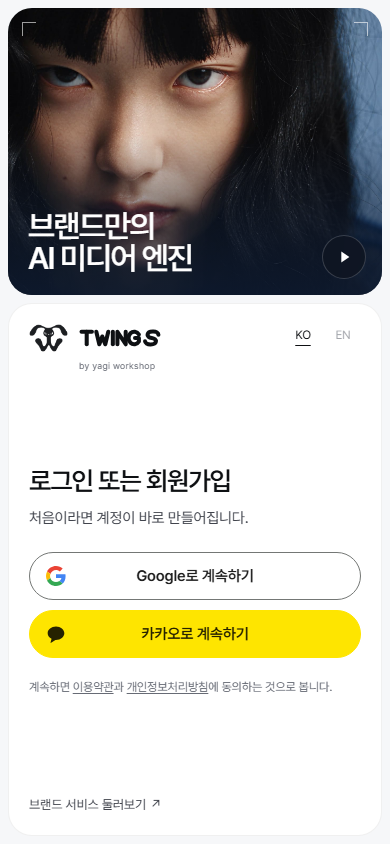 브랜드만의
AI 미디어 엔진
TWINGS
by yagi workshop
KO
EN
로그인 또는 회원가입
처음이라면 계정이 바로 만들어집니다.
Google로 계속하기
카카오로 계속하기
계속하면 이용약관과 개인정보처리방침에 동의하는 것으로 봅니다.
브랜드 서비스 둘러보기 ↗